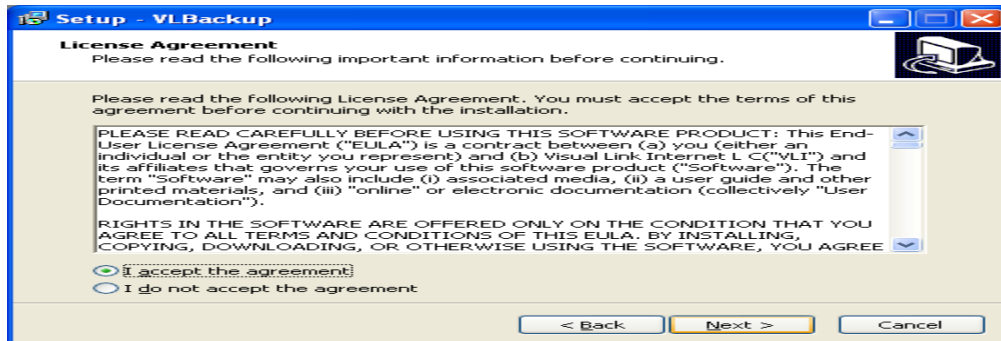 Setup - VLBackup
License Agreement
Please read the following important information before continuing.
Please read the following License Agreement. You must accept the terms of this
agreement before continuing with the installation.
PLEASE READ CAREFULLY BEFORE USING THIS SOFTWARE PRODUCT: This End-
User License Agreement ("EULA") is a contract between (a) you (either an
individual or the entity you represent) and (b) Visual Link Internet L C("VLI") and
its affiliates that governs your use of this software product ("Software"). The
term "Software" may also include (i) associated media, (ii) a user guide and other
printed materials, and (iii) "online" or electronic documentation (collectively "User
Documentation").
RIGHTS IN THE SOFTWARE ARE OFFERED ONLY ON THE CONDITION THAT YOU
AGREE TO ALL TERMS AND CONDITIONS OF THIS EULA. BY INSTALLING,
COPYING, DOWNLOADING, OR OTHERWISE USING THE SOFTWARE, YOU AGREE
I accept the agreement
I do not accept the agreement
< Back
Next >
Cancel